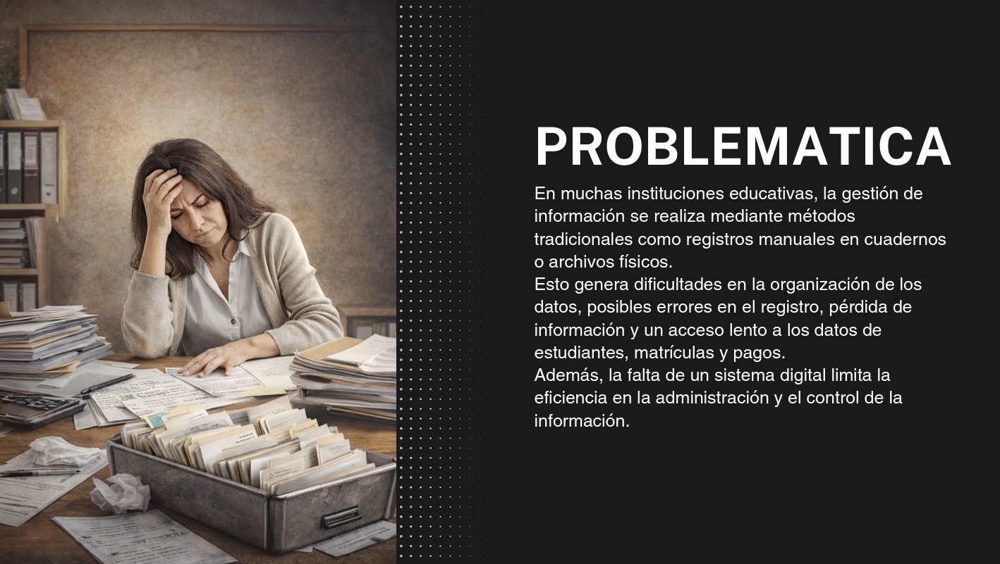 PROBLEMATICA
En muchas instituciones educativas, la gestión de
información se realiza mediante métodos
tradicionales como registros manuales en cuadernos
o archivos físicos.
Esto genera dificultades en la organización de los
datos, posibles errores en el registro, pérdida de
información y un acceso lento a los datos de
estudiantes, matrículas y pagos.
Además, la falta de un sistema digital limita la
eficiencia en la administración y el control de la
información.